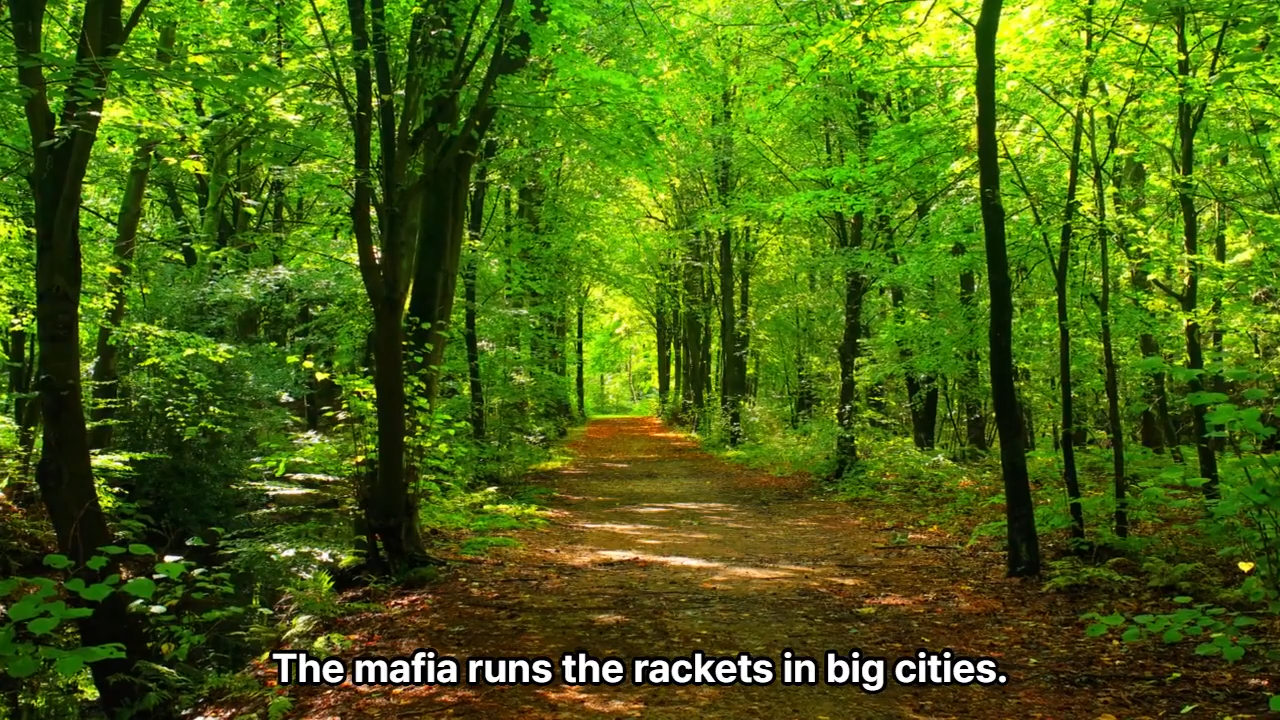 The mafia runs the rackets in big cities.